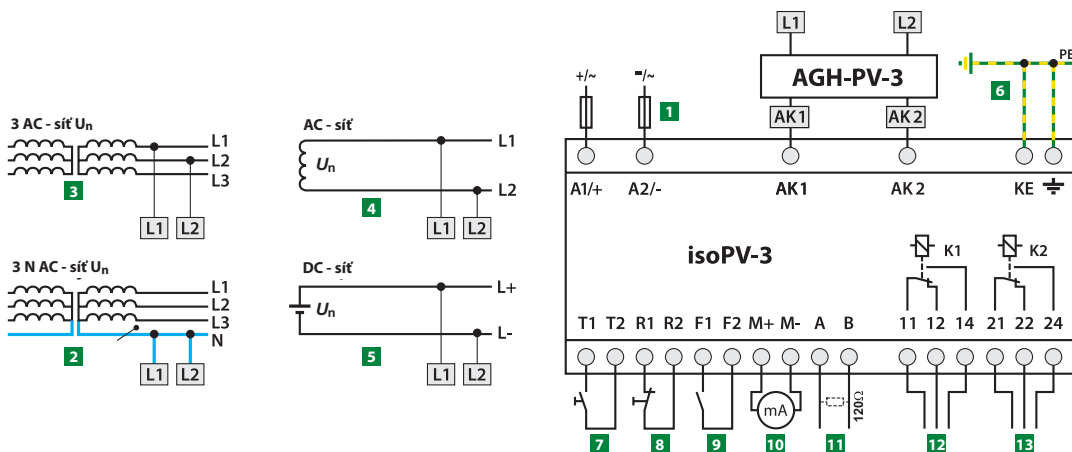 3 AC - síť Un
L1
L2
L3
3
L1 L2
3 N AC - síť Un
L1
L2
L3
N
2
L1 L2
AC - síť
Un
L1
L2
4
L1 L2
DC - síť
Un
L+
L-
5
L1 L2
L1 L2
AGH-PV-3
AK1 AK2
+/~ -/~
1
6
PE
A1/+ A2/- AK1 AK2 KE
isoPV-3
K1 K2
T1 T2 R1 R2 F1 F2 M+ M- A B 11 12 14 21 22 24
mA
120Ω
7 8 9 10 11 12 13